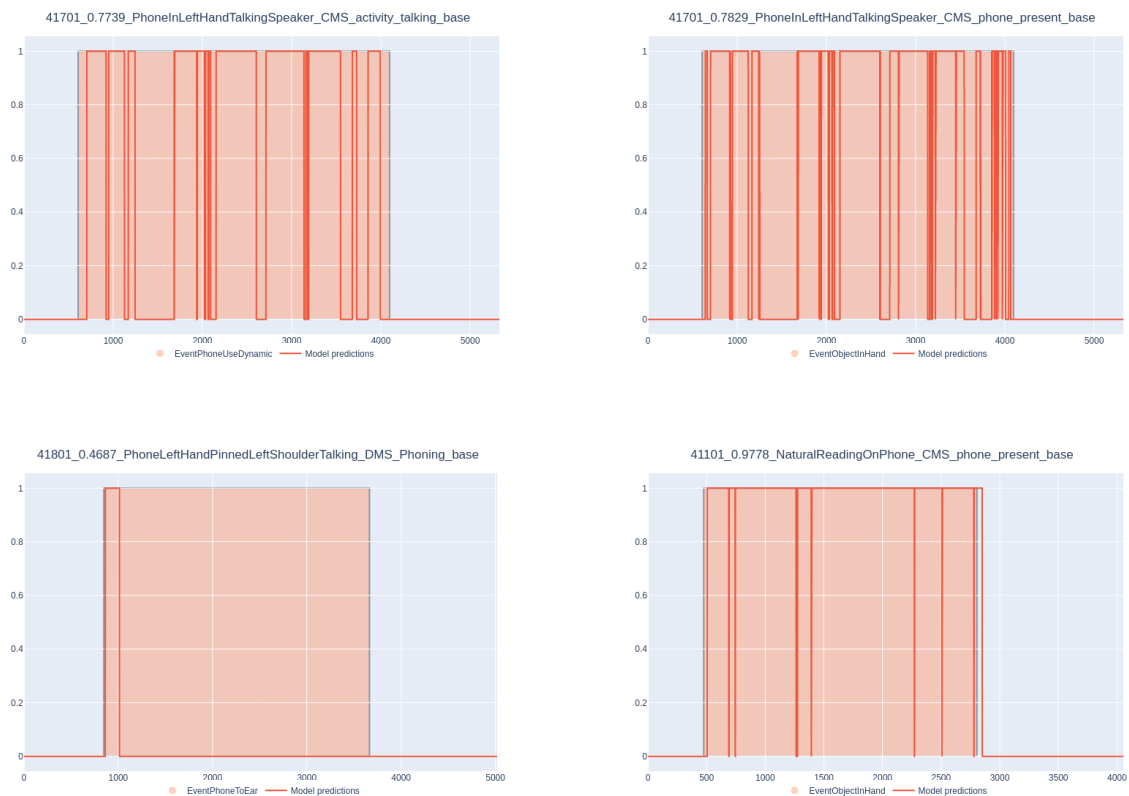 41701_0.7739_PhoneInLeftHandTalkingSpeaker_CMS_activity_talking_base
1
0.8
0.6
0.4
0.2
0
0 1000 2000 3000 4000 5000
EventPhoneUseDynamic Model predictions
41701_0.7829_PhoneInLeftHandTalkingSpeaker_CMS_phone_present_base
1
0.8
0.6
0.4
0.2
0
0 1000 2000 3000 4000 5000
EventObjectInHand Model predictions
41801_0.4687_PhoneLeftHandPinnedLeftShoulderTalking_DMS_Phoning_base
1
0.8
0.6
0.4
0.2
0
0 1000 2000 3000 4000 5000
EventPhoneToEar Model predictions
41101_0.9778_NaturalReadingOnPhone_CMS_phone_present_base
1
0.8
0.6
0.4
0.2
0
0 500 1000 1500 2000 2500 3000 3500 4000
EventObjectInHand Model predictions